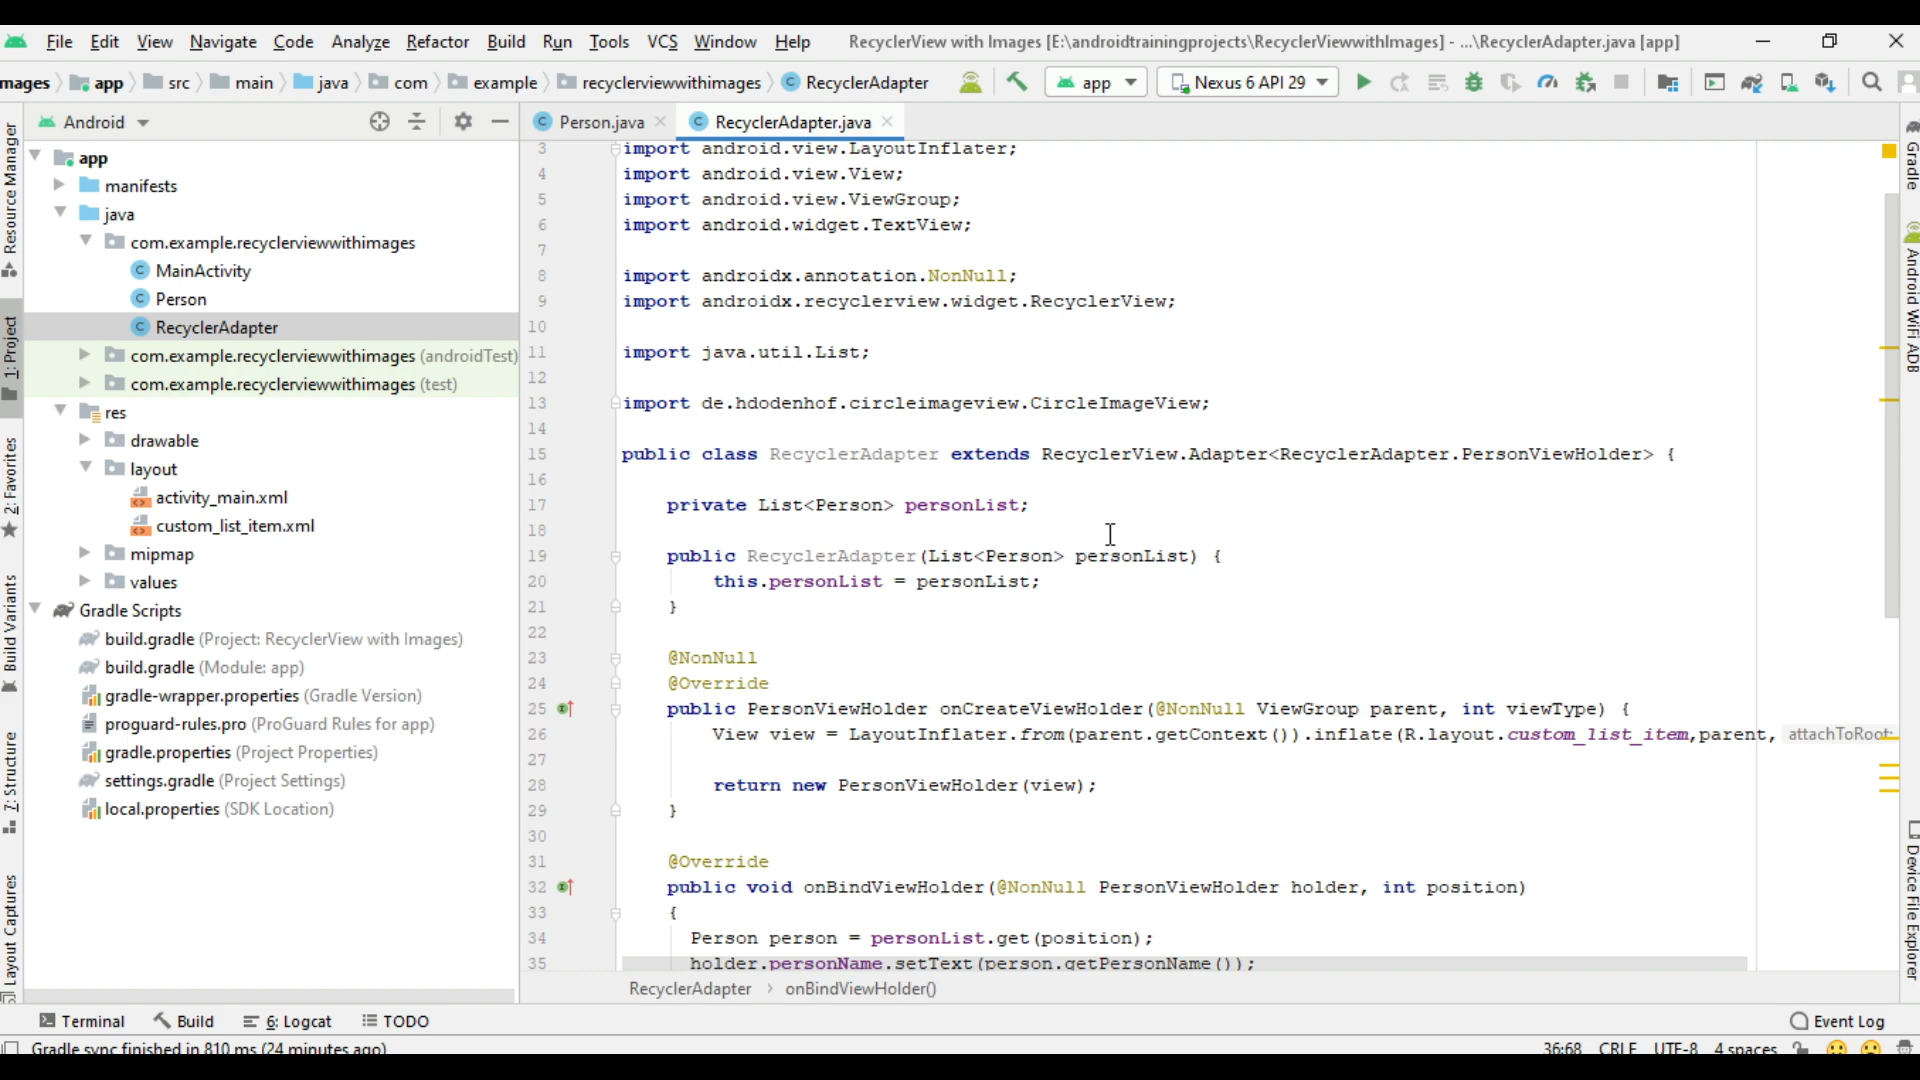 File Edit View Navigate Code Analyze Refactor Build Run Tools VCS Window Help RecyclerView with Images [E:\androidtrainingprojects\RecyclerViewwithImages] - ...\RecyclerAdapter.java [app]
mages app src main java com example recyclerviewwithimages RecyclerAdapter app Nexus 6 API 29
Android
Person.java RecyclerAdapter.java
app
manifests
java
com.example.recyclerviewwithimages
MainActivity
Person
RecyclerAdapter
com.example.recyclerviewwithimages (androidTest)
com.example.recyclerviewwithimages (test)
res
drawable
layout
activity_main.xml
custom_list_item.xml
mipmap
values
Gradle Scripts
build.gradle (Project: RecyclerView with Images)
build.gradle (Module: app)
gradle-wrapper.properties (Gradle Version)
proguard-rules.pro (ProGuard Rules for app)
gradle.properties (Project Properties)
settings.gradle (Project Settings)
local.properties (SDK Location)
Resource Manager
1: Project
2: Favorites
Build Variants
7: Structure
Layout Captures
3 import android.view.LayoutInflater;
4 import android.view.View;
5 import android.view.ViewGroup;
6 import android.widget.TextView;
7
8 import androidx.annotation.NonNull;
9 import androidx.recyclerview.widget.RecyclerView;
10
11 import java.util.List;
12
13 import de.hdodenhof.circleimageview.CircleImageView;
14
15 public class RecyclerAdapter extends RecyclerView.Adapter<RecyclerAdapter.PersonViewHolder> {
16
17 private List<Person> personList;
18
19 public RecyclerAdapter(List<Person> personList) {
20 this.personList = personList;
21 }
22
23 @NonNull
24 @Override
25 public PersonViewHolder onCreateViewHolder(@NonNull ViewGroup parent, int viewType) {
26 View view = LayoutInflater.from(parent.getContext()).inflate(R.layout.custom_list_item,parent, attachToRoot:
27
28 return new PersonViewHolder(view);
29 }
30
31 @Override
32 public void onBindViewHolder(@NonNull PersonViewHolder holder, int position)
33 {
34 Person person = personList.get(position);
35 holder.personName.setText(person.getPersonName());
RecyclerAdapter onBindViewHolder()
Gradle
Android WiFi ADB
Device File Explorer
Terminal Build 6: Logcat TODO Event Log
Gradle sync finished in 810 ms (24 minutes ago) 36:68 CRLF UTF-8 4 spaces